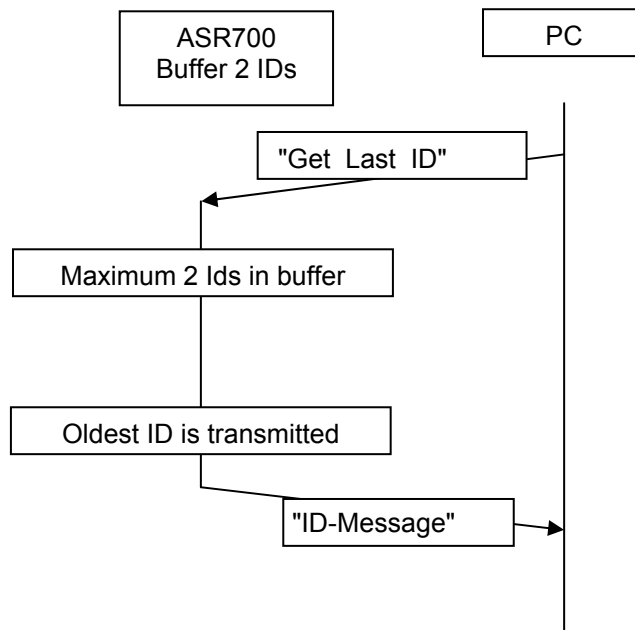 ASR700
Buffer 2 IDs
PC
"Get Last ID"
Maximum 2 Ids in buffer
Oldest ID is transmitted
"ID-Message"